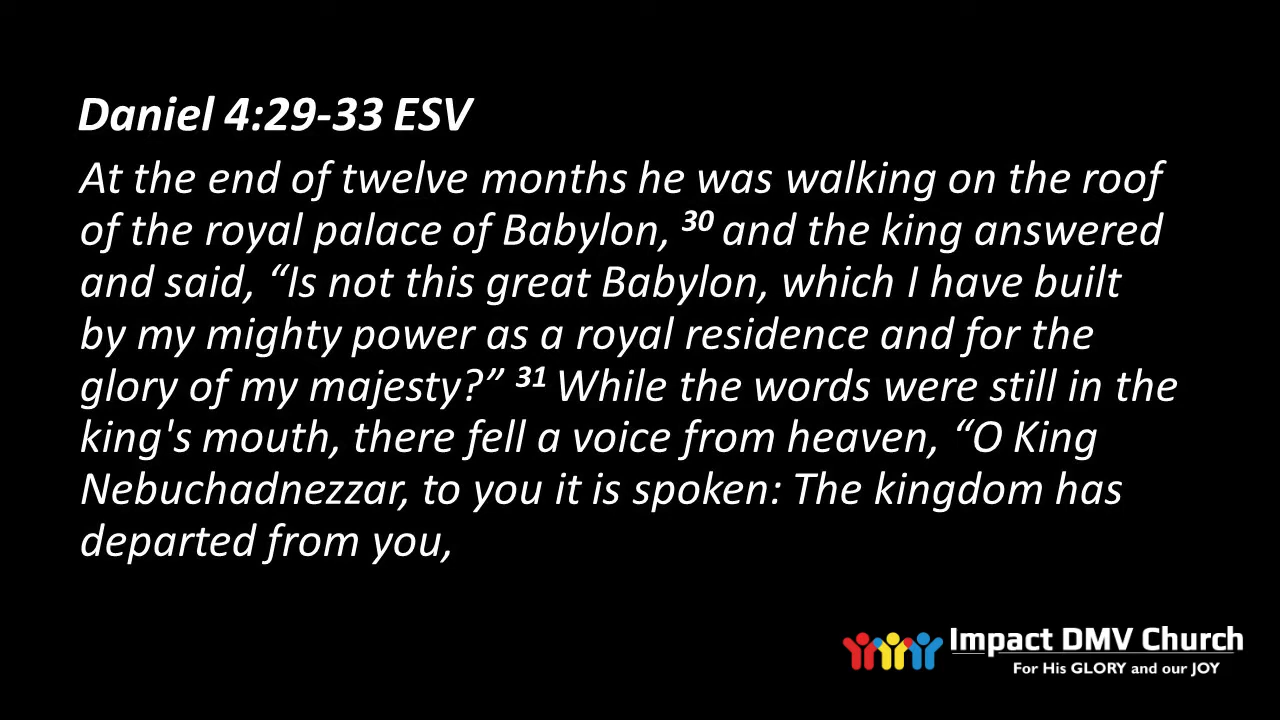 Daniel 4:29-33 ESV
At the end of twelve months he was walking on the roof
of the royal palace of Babylon, 30 and the king answered
and said, “Is not this great Babylon, which I have built
by my mighty power as a royal residence and for the
glory of my majesty?” 31 While the words were still in the
king's mouth, there fell a voice from heaven, “O King
Nebuchadnezzar, to you it is spoken: The kingdom has
departed from you,
Impact DMV Church
For His GLORY and our JOY